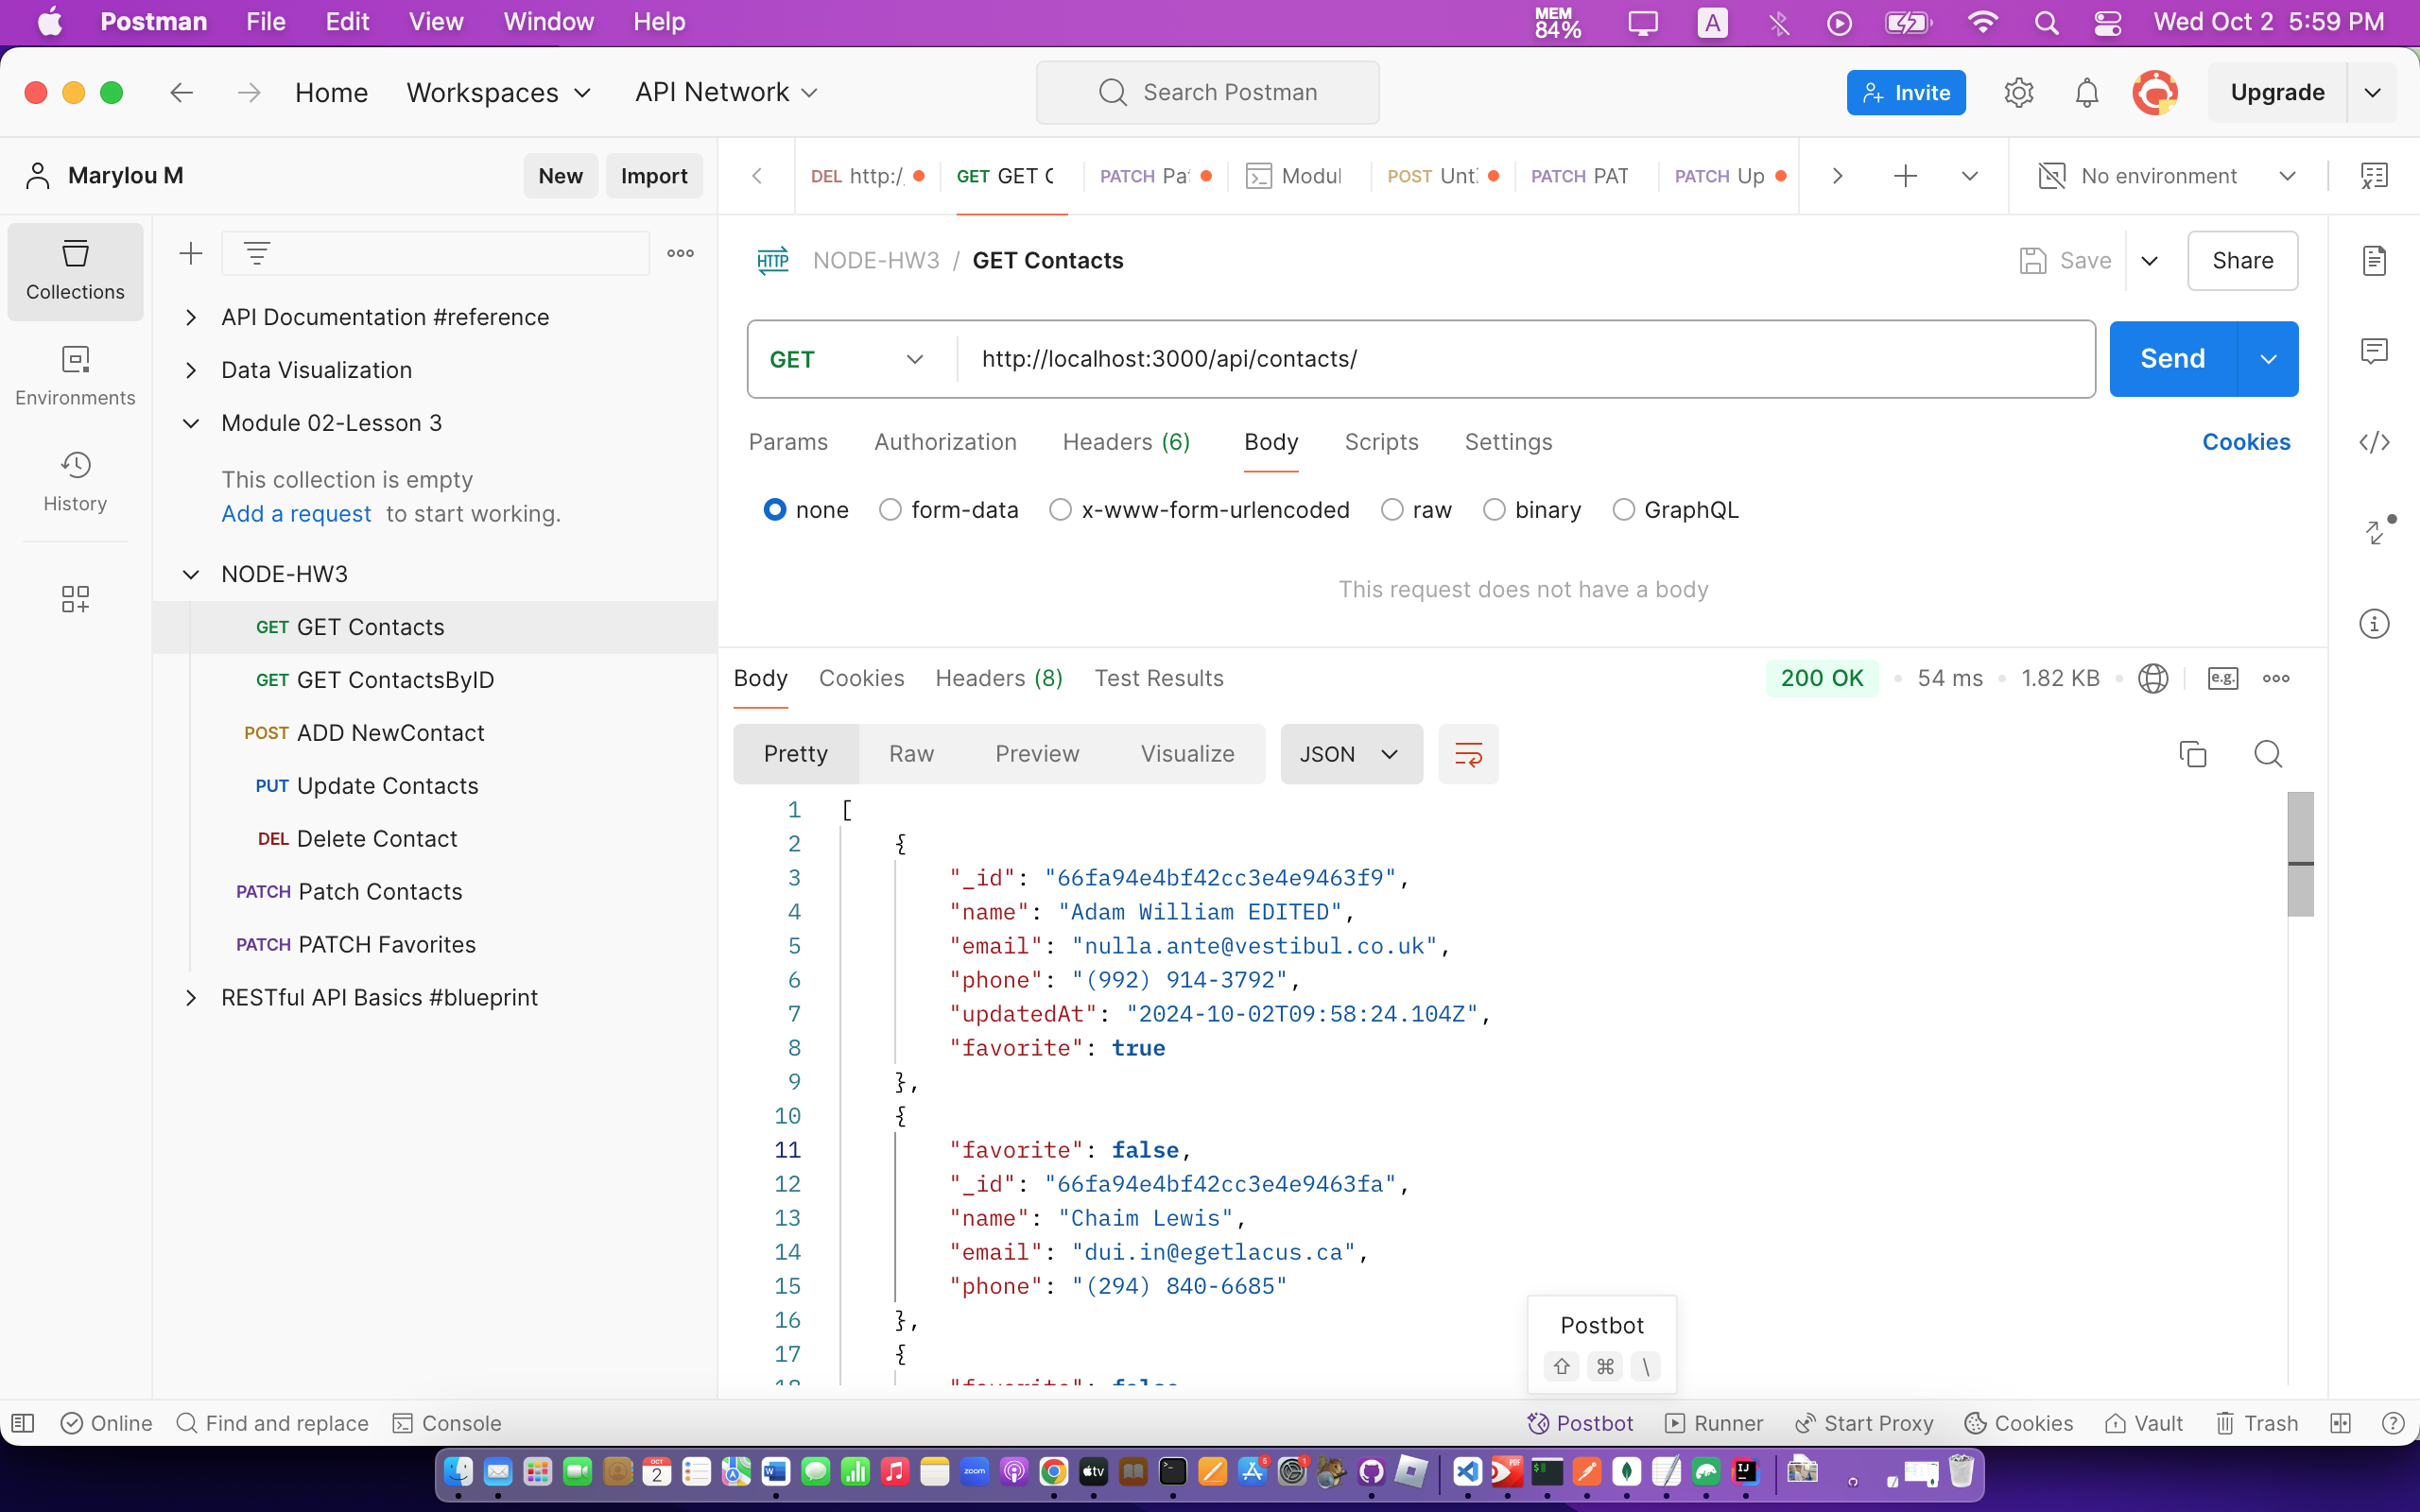 Postman File Edit View Window Help
MEM 84% A Wed Oct 2 5:59 PM
Home Workspaces API Network Search Postman Invite Upgrade
Marylou M New Import
DEL http:/ GET GET C PATCH Pa Modul POST Unt PATCH PAT PATCH Up No environment
Collections
Environments
History
API Documentation #reference
Data Visualization
Module 02-Lesson 3
This collection is empty
Add a request to start working.
NODE-HW3
GET GET Contacts
GET GET ContactsByID
POST ADD NewContact
PUT Update Contacts
DEL Delete Contact
PATCH Patch Contacts
PATCH PATCH Favorites
RESTful API Basics #blueprint
HTTP NODE-HW3 / GET Contacts Save Share
GET http://localhost:3000/api/contacts/ Send
Params Authorization Headers (6) Body Scripts Settings Cookies
none form-data x-www-form-urlencoded raw binary GraphQL
This request does not have a body
Body Cookies Headers (8) Test Results 200 OK • 54 ms • 1.82 KB • e.g.
Pretty Raw Preview Visualize JSON
1 [
2 {
3 "_id": "66fa94e4bf42cc3e4e9463f9",
4 "name": "Adam William EDITED",
5 "email": "nulla.ante@vestibul.co.uk",
6 "phone": "(992) 914-3792",
7 "updatedAt": "2024-10-02T09:58:24.104Z",
8 "favorite": true
9 },
10 {
11 "favorite": false,
12 "_id": "66fa94e4bf42cc3e4e9463fa",
13 "name": "Chaim Lewis",
14 "email": "dui.in@egetlacus.ca",
15 "phone": "(294) 840-6685"
16 },
17 {
18 "favorite": false
Postbot
⇧ ⌘ \
Online Find and replace Console Postbot Runner Start Proxy Cookies Vault Trash
OCT 2 zoom tv PDF IJ